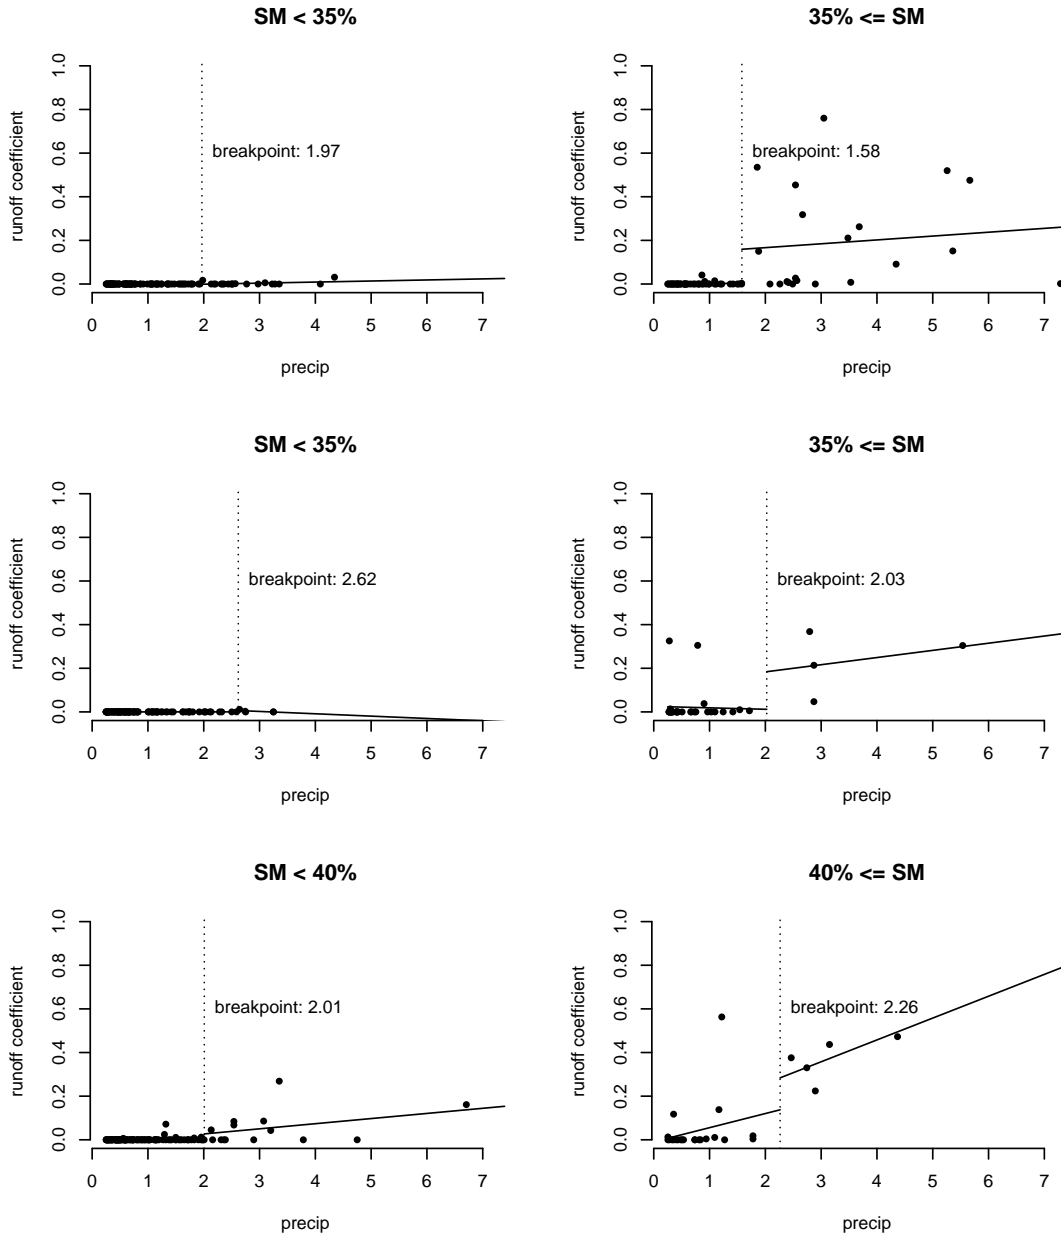 SM < 35%
runoff coefficient
0.0 0.2 0.4 0.6 0.8 1.0
breakpoint: 1.97
0 1 2 3 4 5 6 7
precip
35% <= SM
runoff coefficient
0.0 0.2 0.4 0.6 0.8 1.0
breakpoint: 1.58
0 1 2 3 4 5 6 7
precip
SM < 35%
runoff coefficient
0.0 0.2 0.4 0.6 0.8 1.0
breakpoint: 2.62
0 1 2 3 4 5 6 7
precip
35% <= SM
runoff coefficient
0.0 0.2 0.4 0.6 0.8 1.0
breakpoint: 2.03
0 1 2 3 4 5 6 7
precip
SM < 40%
runoff coefficient
0.0 0.2 0.4 0.6 0.8 1.0
breakpoint: 2.01
0 1 2 3 4 5 6 7
precip
40% <= SM
runoff coefficient
0.0 0.2 0.4 0.6 0.8 1.0
breakpoint: 2.26
0 1 2 3 4 5 6 7
precip